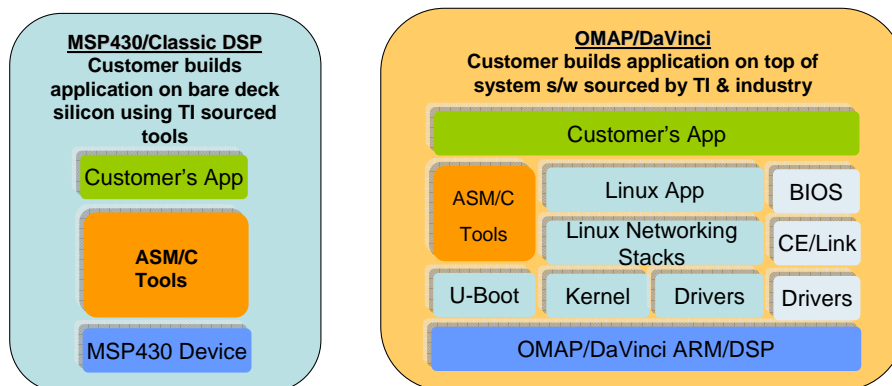 MSP430/Classic DSP
Customer builds
application on bare deck
silicon using TI sourced
tools
Customer's App
ASM/C
Tools
MSP430 Device
OMAP/DaVinci
Customer builds application on top of
system s/w sourced by TI & industry
Customer's App
ASM/C
Tools
Linux App
BIOS
Linux Networking
Stacks
CE/Link
U-Boot
Kernel
Drivers
Drivers
OMAP/DaVinci ARM/DSP